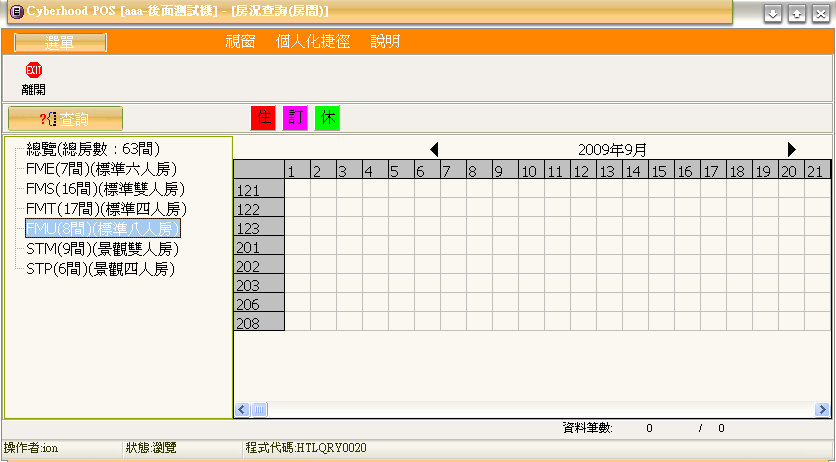 Cyberhood POS [aaa-後面測試機] - [房況查詢(房間)]
選單 視窗 個人化捷徑 說明
EXIT
離開
?查詢 住 訂 休
總覽(總房數：63間)
FME(7間)(標準六人房)
FMS(16間)(標準雙人房)
FMT(17間)(標準四人房)
FMU(8間)(標準八人房)
STM(9間)(景觀雙人房)
STP(6間)(景觀四人房)
2009年9月
1 2 3 4 5 6 7 8 9 10 11 12 13 14 15 16 17 18 19 20 21
121
122
123
201
202
203
206
208
資料筆數: 0 / 0
操作者:ion 狀態:瀏覽 程式代碼:HTLQRY0020